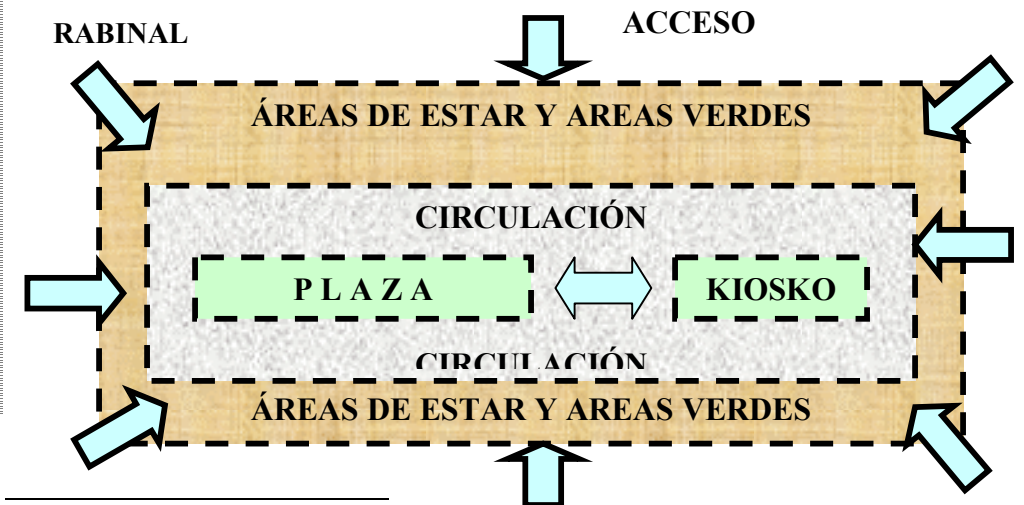 ACCESO
RABINAL
ÁREAS DE ESTAR Y AREAS VERDES
CIRCULACIÓN
P L A Z A
KIOSKO
CIRCULACIÓN
ÁREAS DE ESTAR Y AREAS VERDES